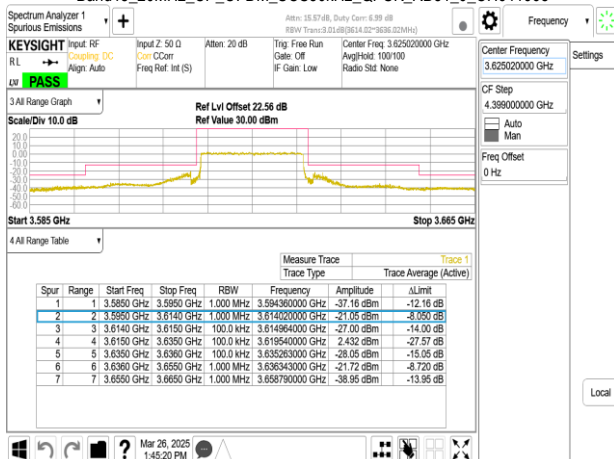 Spectrum Analyzer 1
Spurious Emissions
Attn: 15.57dB, Duty Corr: 6.99 dB
RBW Trans:3.01dB(3614.02~3636.02MHz)
Frequency
Settings
KEYSIGHT
RL
Input: RF
Coupling: DC
Align: Auto
Input Z: 50 Ω
Corr CCorr
Freq Ref: Int (S)
Atten: 20 dB
Trig: Free Run
Gate: Off
IF Gain: Low
Center Freq: 3.625020000 GHz
Avg|Hold: 100/100
Radio Std: None
LXI PASS
Center Frequency
3.625020000 GHz
CF Step
4.399000000 GHz
Auto
Man
Freq Offset
0 Hz
3 All Range Graph
Scale/Div 10.0 dB
Ref Lvl Offset 22.56 dB
Ref Value 30.00 dBm
20.0
10.0
0.00
-10.0
-20.0
-30.0
-40.0
-50.0
-60.0
Start 3.585 GHz
Stop 3.665 GHz
4 All Range Table
Measure Trace Trace 1
Trace Type Trace Average (Active)
Spur Range Start Freq Stop Freq RBW Frequency Amplitude ΔLimit
1 1 3.5850 GHz 3.5950 GHz 1.000 MHz 3.594360000 GHz -37.16 dBm -12.16 dB
2 2 3.5950 GHz 3.6140 GHz 1.000 MHz 3.614020000 GHz -21.05 dBm -8.050 dB
3 3 3.6140 GHz 3.6150 GHz 100.0 kHz 3.614964000 GHz -27.00 dBm -14.00 dB
4 4 3.6150 GHz 3.6350 GHz 100.0 kHz 3.619540000 GHz 2.432 dBm -27.57 dB
5 5 3.6350 GHz 3.6360 GHz 100.0 kHz 3.635263000 GHz -28.05 dBm -15.05 dB
6 6 3.6360 GHz 3.6550 GHz 1.000 MHz 3.636343000 GHz -21.72 dBm -8.720 dB
7 7 3.6550 GHz 3.6650 GHz 1.000 MHz 3.658790000 GHz -38.95 dBm -13.95 dB
Local
?
Mar 26, 2025
1:45:20 PM